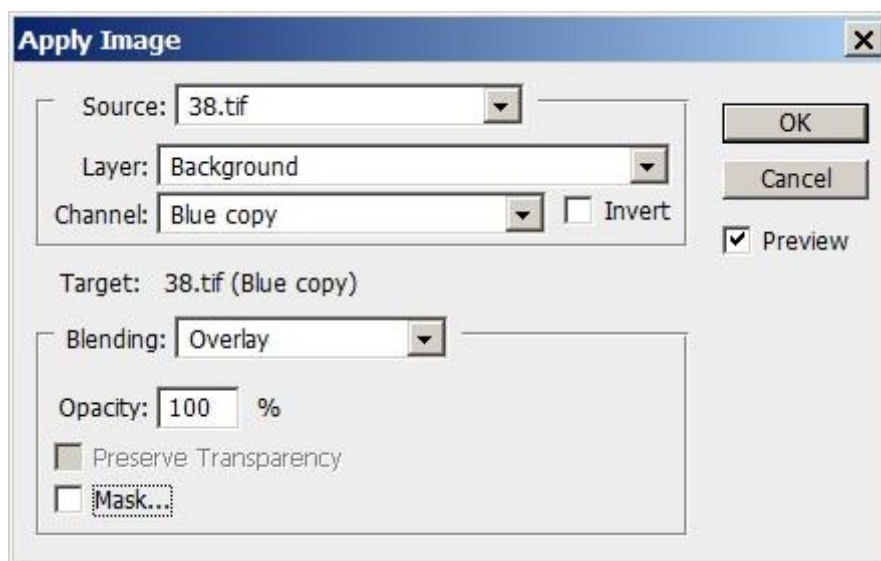 Apply Image
Source: 38.tif
OK
Layer: Background
Cancel
Channel: Blue copy Invert
Preview
Target: 38.tif (Blue copy)
Blending: Overlay
Opacity: 100 %
Preserve Transparency
Mask...